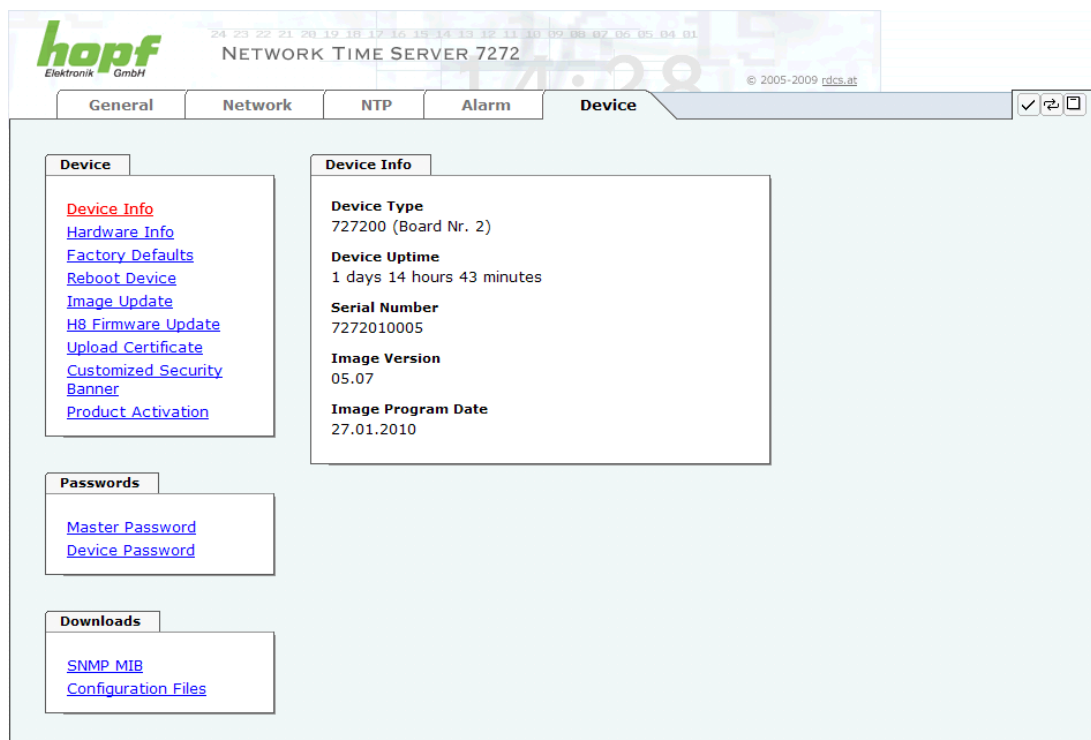 hopf
Elektronik GmbH
24 23 22 21 20 19 18 17 16 15 14 13 12 11 10 09 08 07 06 05 04 01
NETWORK TIME SERVER 7272
14:28
© 2005-2009 rdcs.at
General Network NTP Alarm Device
Device
Device Info
Hardware Info
Factory Defaults
Reboot Device
Image Update
H8 Firmware Update
Upload Certificate
Customized Security
Banner
Product Activation
Passwords
Master Password
Device Password
Downloads
SNMP MIB
Configuration Files
Device Info
Device Type
727200 (Board Nr. 2)
Device Uptime
1 days 14 hours 43 minutes
Serial Number
7272010005
Image Version
05.07
Image Program Date
27.01.2010